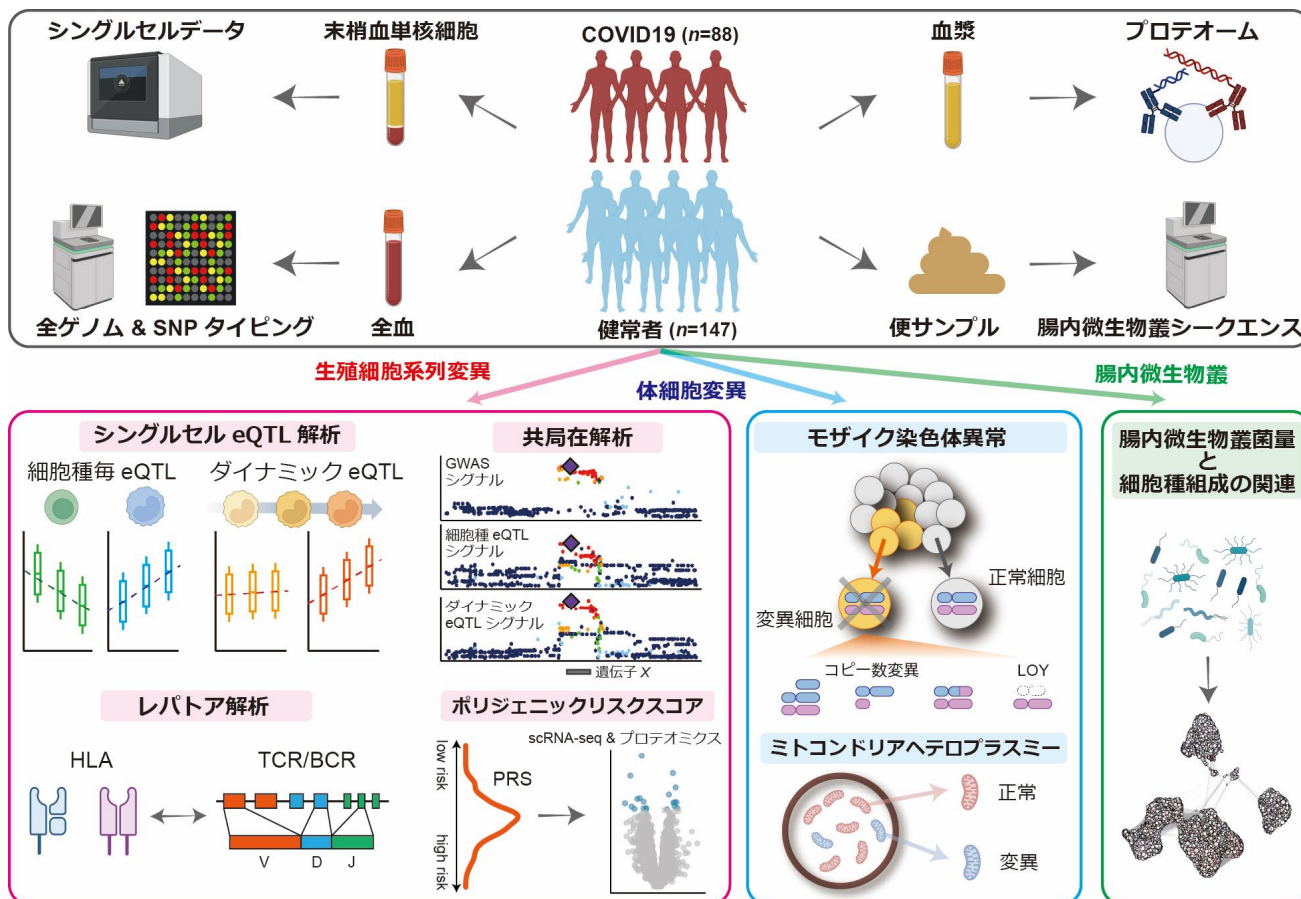 シングルセルデータ
末梢血単核細胞
COVID19 (n=88)
血漿
プロテオーム
全ゲノム & SNP タイピング
全血
健常者 (n=147)
便サンプル
腸内微生物叢シークエンス
生殖細胞系列変異
体細胞変異
腸内微生物叢
シングルセル eQTL 解析
細胞種毎 eQTL
ダイナミック eQTL
共局在解析
GWAS
シグナル
細胞種 eQTL
シグナル
ダイナミック
eQTL シグナル
遺伝子 X
レパトア解析
HLA
TCR/BCR
V
D
J
ポリジェニックリスクスコア
low risk
high risk
PRS
scRNA-seq & プロテオミクス
モザイク染色体異常
正常細胞
変異細胞
コピー数変異
LOY
ミトコンドリアヘテロプラスミー
正常
変異
腸内微生物叢菌量
と
細胞種組成の関連